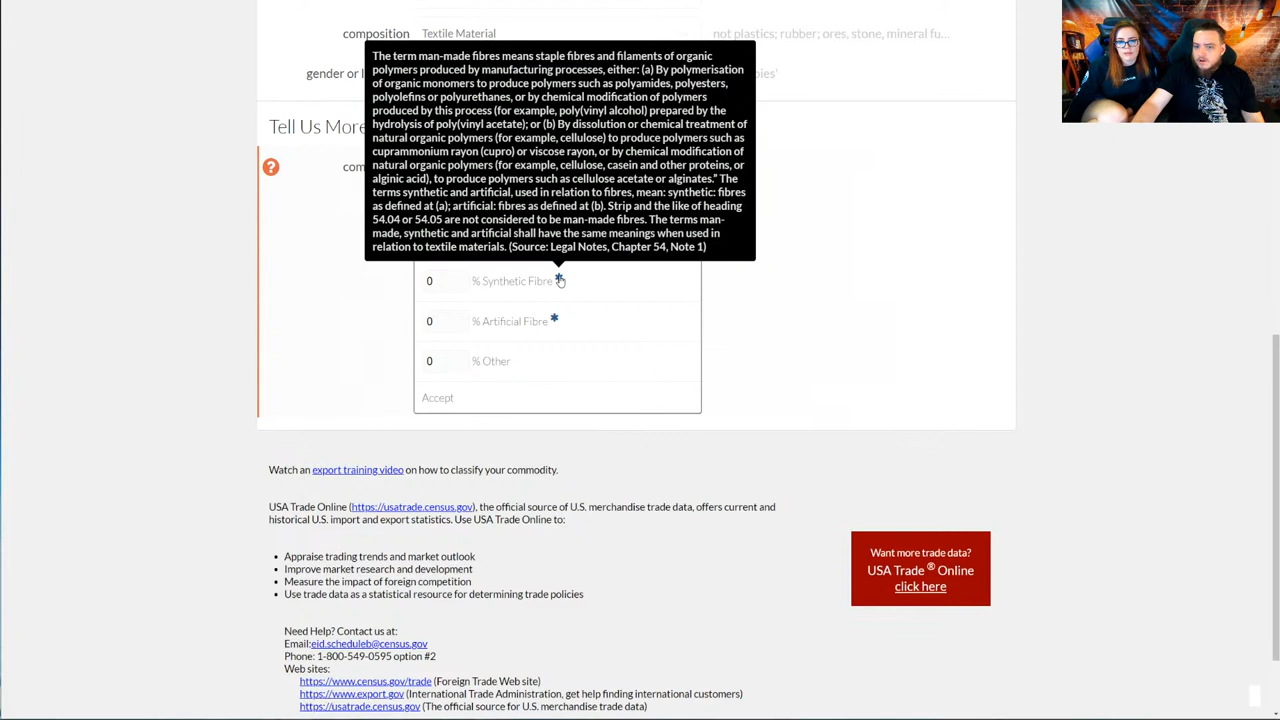 composition Textile Material not plastics; rubber; ores, stone, mineral fu...
The term man-made fibres means staple fibres and filaments of organic
polymers produced by manufacturing processes, either: (a) By polymerisation
of organic monomers to produce polymers such as polyamides, polyesters,
polyolefins or polyurethanes, or by chemical modification of polymers
produced by this process (for example, poly(vinyl alcohol) prepared by the
hydrolysis of poly(vinyl acetate); or (b) By dissolution or chemical treatment of
natural organic polymers (for example, cellulose) to produce polymers such as
cuprammonium rayon (cupro) or viscose rayon, or by chemical modification of
natural organic polymers (for example, cellulose, casein and other proteins, or
alginic acid), to produce polymers such as cellulose acetate or alginates." The
terms synthetic and artificial, used in relation to fibres, mean: synthetic: fibres
as defined at (a); artificial: fibres as defined at (b). Strip and the like of heading
54.04 or 54.05 are not considered to be man-made fibres. The terms man-
made, synthetic and artificial shall have the same meanings when used in
relation to textile materials. (Source: Legal Notes, Chapter 54, Note 1)
gender or
Tell Us More
?
com
0 % Synthetic Fibre *
0 % Artificial Fibre *
0 % Other
Accept
Watch an export training video on how to classify your commodity.
USA Trade Online (https://usatrade.census.gov), the official source of U.S. merchandise trade data, offers current and
historical U.S. import and export statistics. Use USA Trade Online to:
• Appraise trading trends and market outlook
• Improve market research and development
• Measure the impact of foreign competition
• Use trade data as a statistical resource for determining trade policies
Want more trade data?
USA Trade ® Online
click here
Need Help? Contact us at:
Email:eid.scheduleb@census.gov
Phone: 1-800-549-0595 option #2
Web sites:
https://www.census.gov/trade (Foreign Trade Web site)
https://www.export.gov (International Trade Administration, get help finding international customers)
https://usatrade.census.gov (The official source for U.S. merchandise trade data)